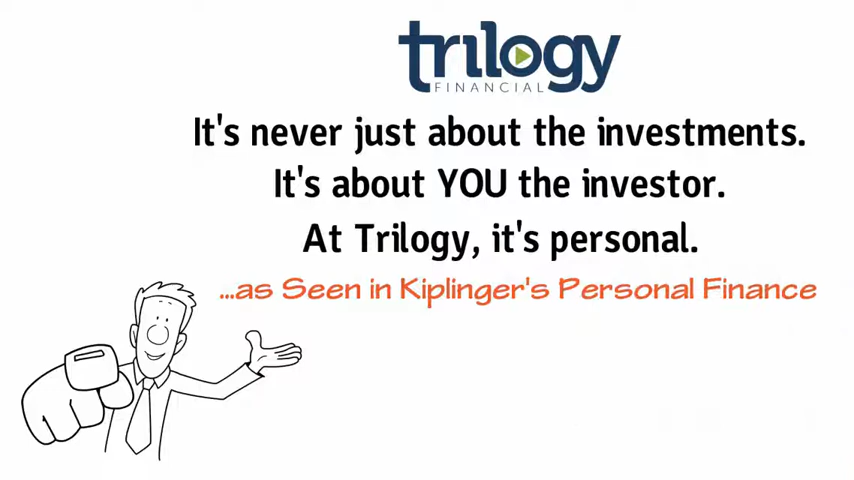 trilogy
FINANCIAL
It's never just about the investments.
It's about YOU the investor.
At Trilogy, it's personal.
...as Seen in Kiplinger's Personal Finance